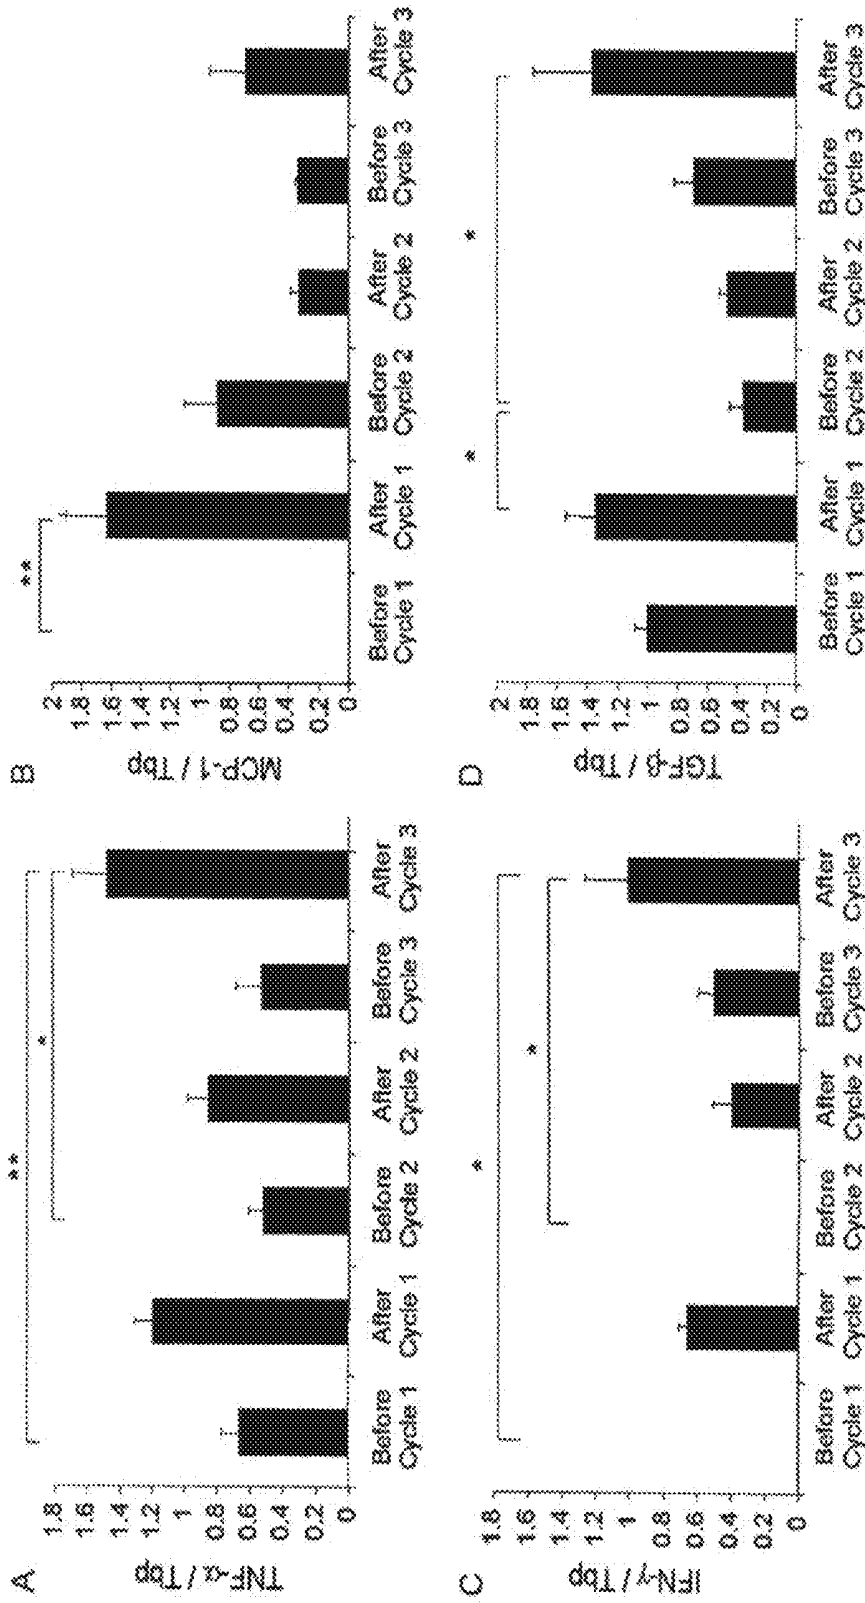 A
TNF-α / Tbp
1.8
1.6
1.4
1.2
1
0.8
0.6
0.4
0.2
0
**
*
Before Cycle 1
After Cycle 1
Before Cycle 2
After Cycle 2
Before Cycle 3
After Cycle 3
B
MCP-1 / Tbp
2
1.8
1.6
1.4
1.2
1
0.8
0.6
0.4
0.2
0
**
Before Cycle 1
After Cycle 1
Before Cycle 2
After Cycle 2
Before Cycle 3
After Cycle 3
C
IFN-γ / Tbp
1.8
1.6
1.4
1.2
1
0.8
0.6
0.4
0.2
0
*
*
Before Cycle 1
After Cycle 1
Before Cycle 2
After Cycle 2
Before Cycle 3
After Cycle 3
D
TGF-β / Tbp
2
1.8
1.6
1.4
1.2
1
0.8
0.6
0.4
0.2
0
*
*
Before Cycle 1
After Cycle 1
Before Cycle 2
After Cycle 2
Before Cycle 3
After Cycle 3